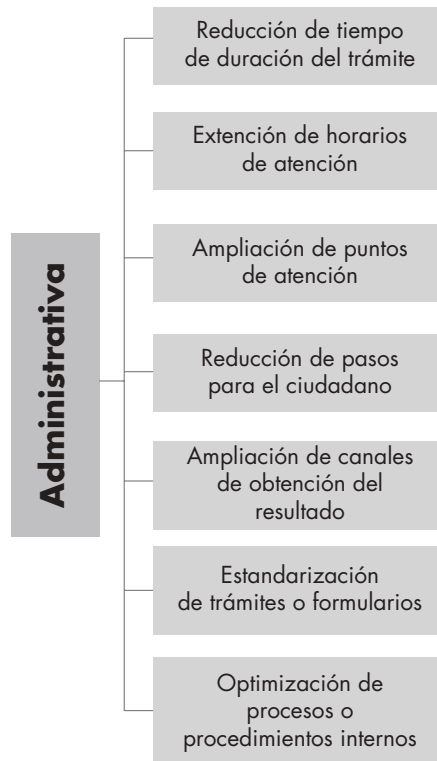 Administrativa
Reducción de tiempo
de duración del trámite
Extención de horarios
de atención
Ampliación de puntos
de atención
Reducción de pasos
para el ciudadano
Ampliación de canales
de obtención del
resultado
Estandarización
de trámites o formularios
Optimización de
procesos o
procedimientos internos